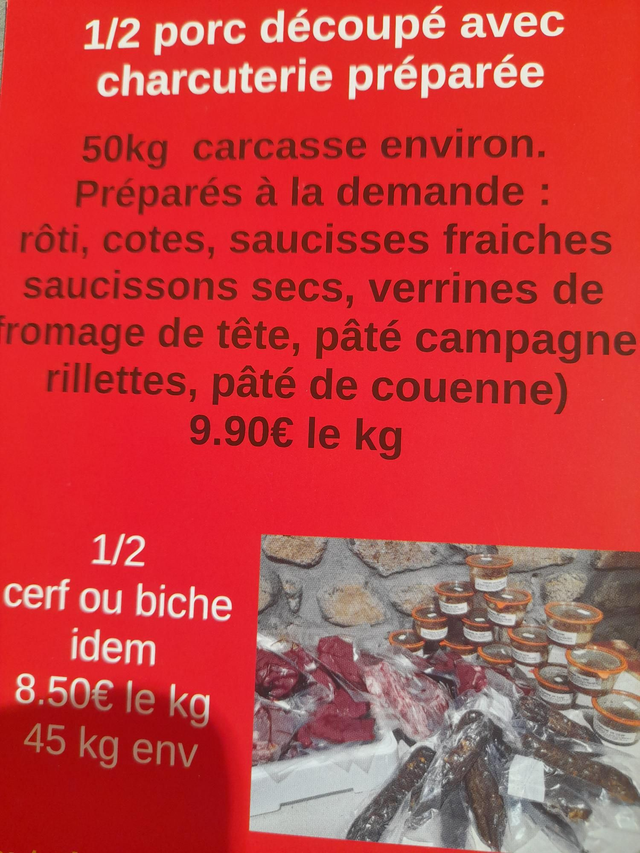 1/2 porc découpé avec
charcuterie préparée
50kg carcasse environ.
Préparés à la demande :
rôti, cotes, saucisses fraiches
saucissons secs, verrines de
fromage de tête, pâté campagne
rillettes, pâté de couenne)
9.90€ le kg
1/2
cerf ou biche
idem
8.50€ le kg
45 kg env